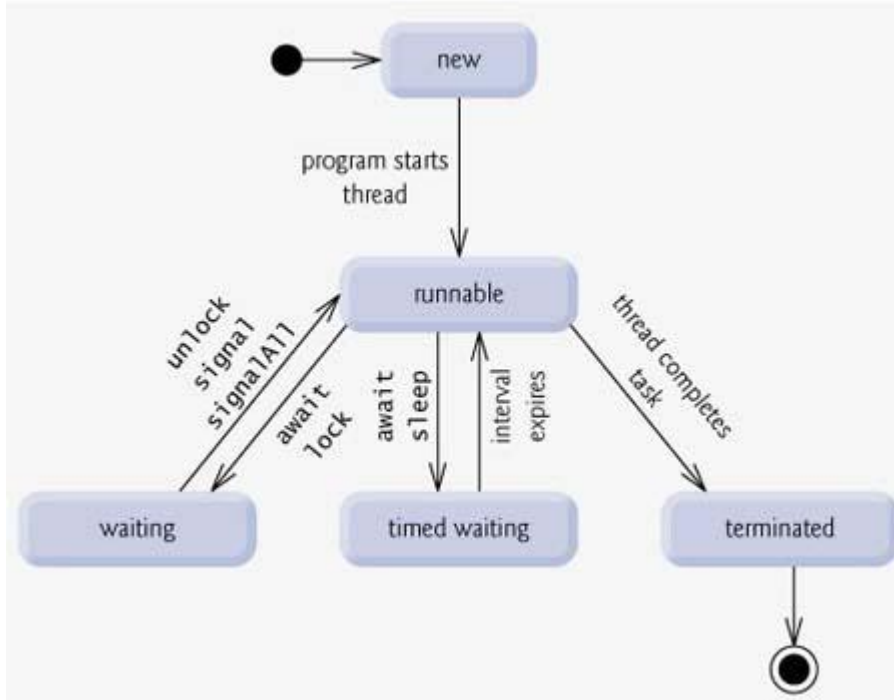 new
program starts
thread
runnable
unlock
signal
signalAll
await
lock
await
sleep
interval
expires
thread completes
task
waiting
timed waiting
terminated